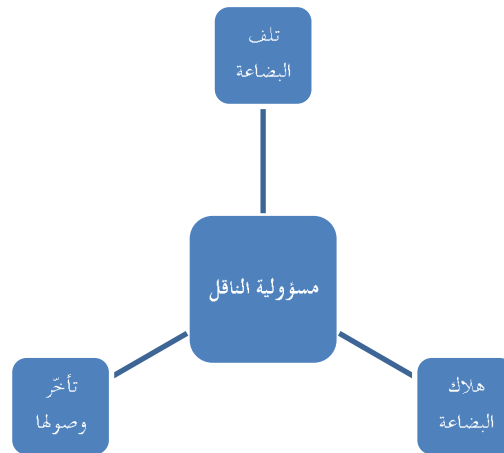 تلف
البضاعة
مسؤولية الناقل
هلاك
البضاعة
تأخّر
وصولها